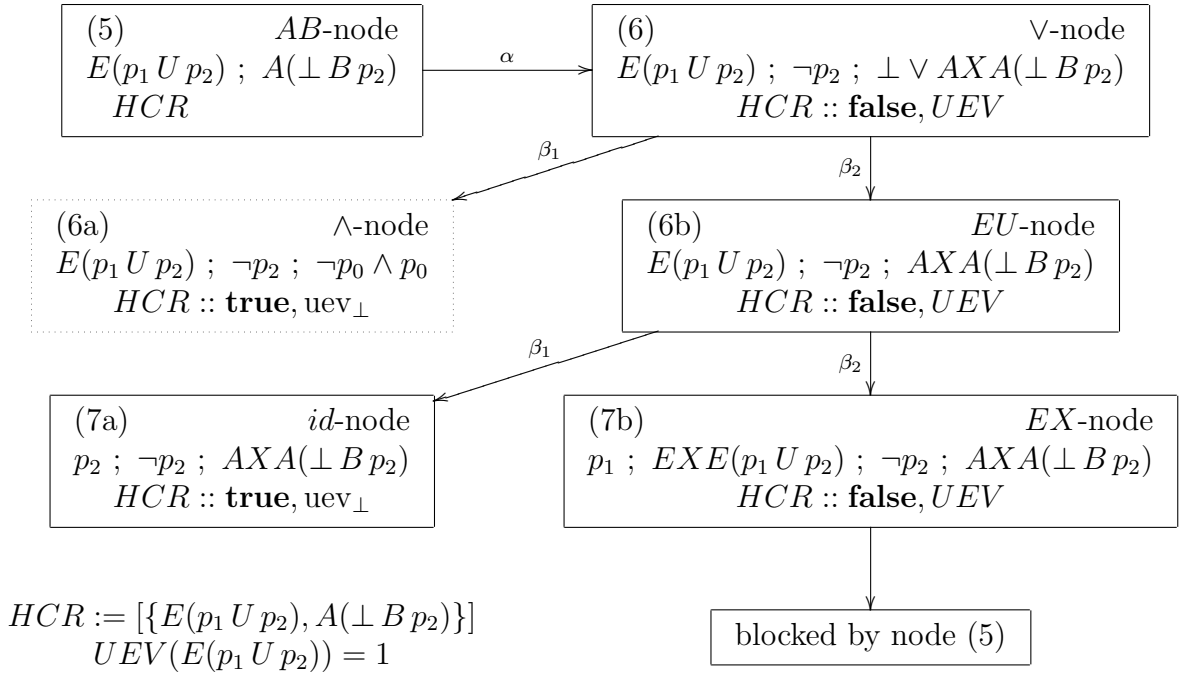 (5) AB-node
E(p₁ U p₂) ; A(⊥ B p₂)
HCR
α
(6) ∨-node
E(p₁ U p₂) ; ¬p₂ ; ⊥ ∨ AXA(⊥ B p₂)
HCR :: false, UEV
β₁
β₂
(6a) ∧-node
E(p₁ U p₂) ; ¬p₂ ; ¬p₀ ∧ p₀
HCR :: true, uev⊥
(6b) EU-node
E(p₁ U p₂) ; ¬p₂ ; AXA(⊥ B p₂)
HCR :: false, UEV
β₁
β₂
(7a) id-node
p₂ ; ¬p₂ ; AXA(⊥ B p₂)
HCR :: true, uev⊥
(7b) EX-node
p₁ ; EXE(p₁ U p₂) ; ¬p₂ ; AXA(⊥ B p₂)
HCR :: false, UEV
HCR := [{E(p₁ U p₂), A(⊥ B p₂)}]
UEV(E(p₁ U p₂)) = 1
blocked by node (5)